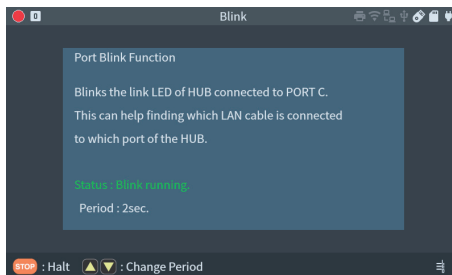 0 Blink
Port Blink Function
Blinks the link LED of HUB connected to PORT C.
This can help finding which LAN cable is connected
to which port of the HUB.
Status : Blink running.
Period : 2sec.
STOP : Halt ▲▼ : Change Period